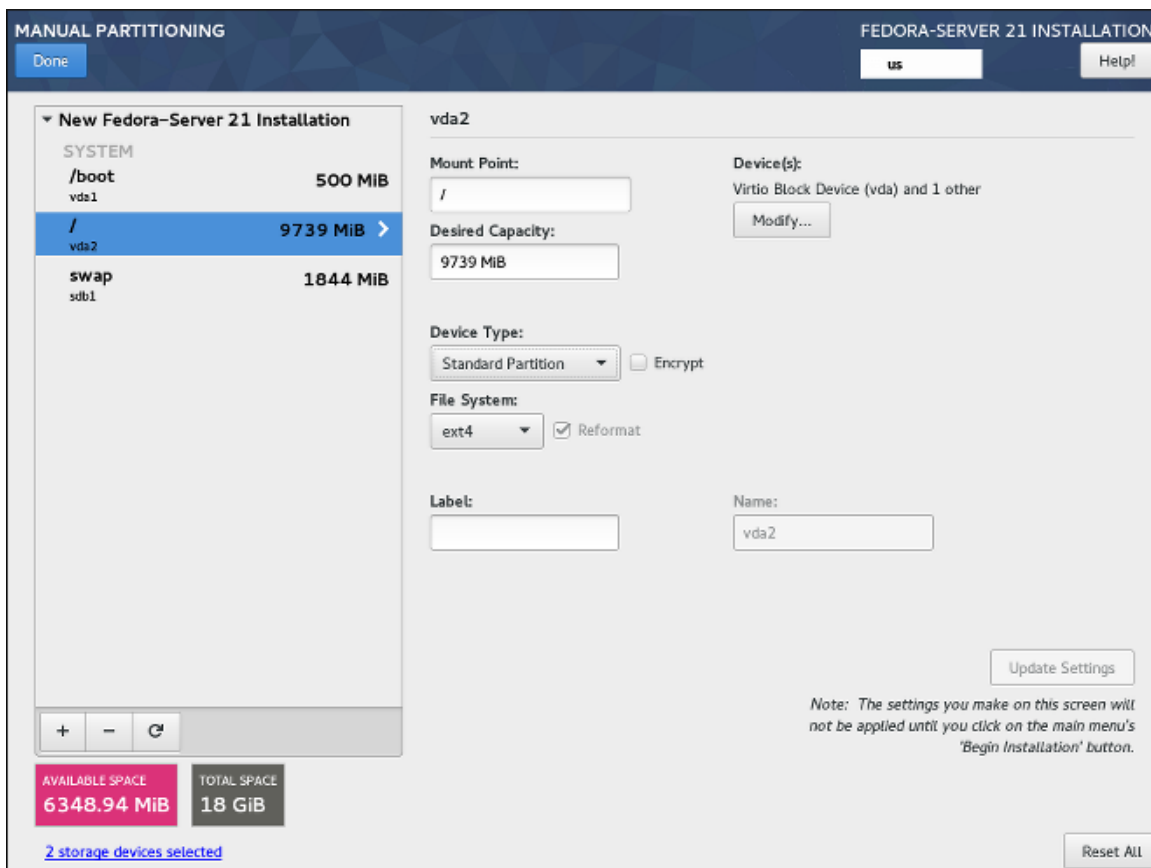 MANUAL PARTITIONING
FEDORA-SERVER 21 INSTALLATION
Done
us
Help!
New Fedora-Server 21 Installation
SYSTEM
/boot
500 MiB
vda1
/
9739 MiB
vda2
swap
1844 MiB
sdb1
vda2
Mount Point:
/
Device(s):
Virtio Block Device (vda) and 1 other
Modify...
Desired Capacity:
9739 MiB
Device Type:
Standard Partition
Encrypt
File System:
ext4
Reformat
Label:
Name:
vda2
Update Settings
Note: The settings you make on this screen will
not be applied until you click on the main menu's
'Begin Installation' button.
+ -
AVAILABLE SPACE
6348.94 MiB
TOTAL SPACE
18 GiB
2 storage devices selected
Reset All